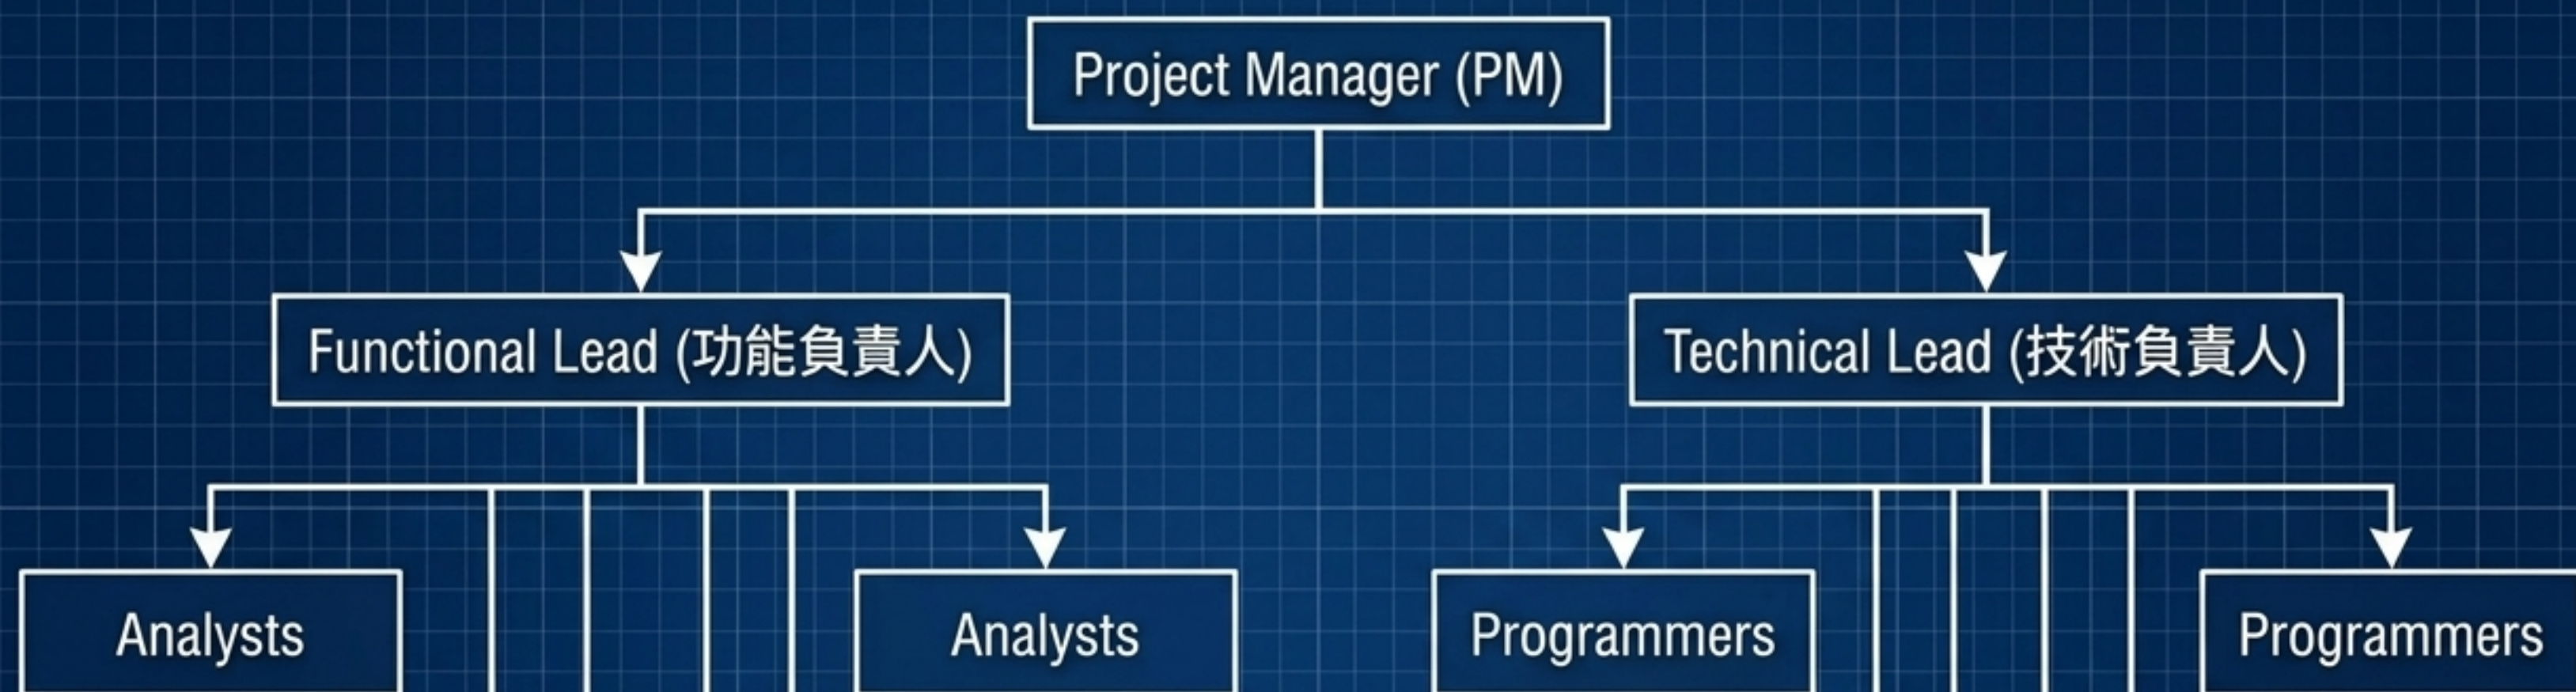 Project Manager (PM)
Functional Lead (功能負責人)
Technical Lead (技術負責人)
Analysts
Analysts
Programmers
Programmers